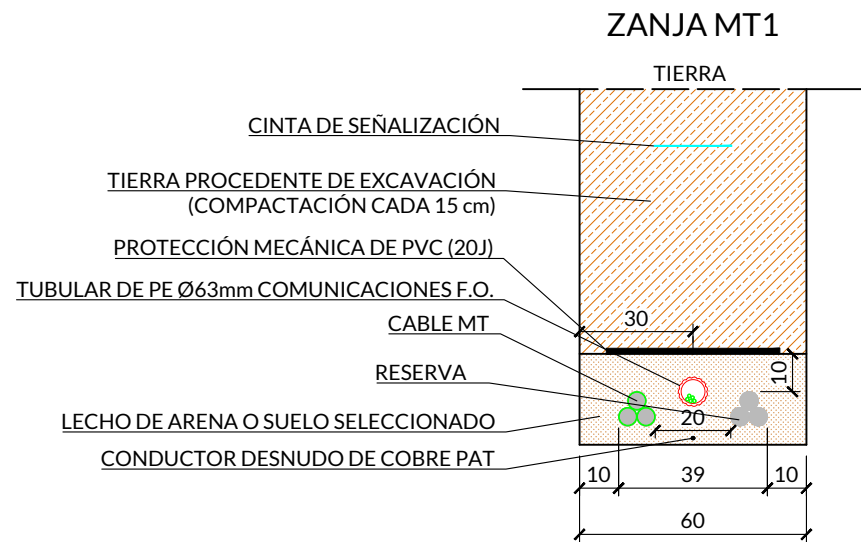 ZANJA MT1
TIERRA
CINTA DE SEÑALIZACIÓN
TIERRA PROCEDENTE DE EXCAVACIÓN
(COMPACTACIÓN CADA 15 cm)
PROTECCIÓN MECÁNICA DE PVC (20J)
TUBULAR DE PE Ø63mm COMUNICACIONES F.O.
30
CABLE MT
RESERVA
10
LECHO DE ARENA O SUELO SELECCIONADO
20
CONDUCTOR DESNUDO DE COBRE PAT
10 39 10
60